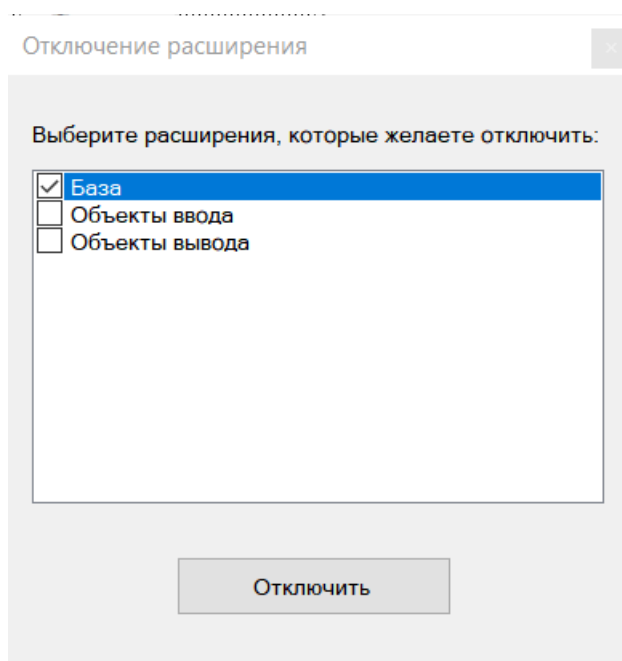 Отключение расширения
Выберите расширения, которые желаете отключить:
База
Объекты ввода
Объекты вывода
Отключить